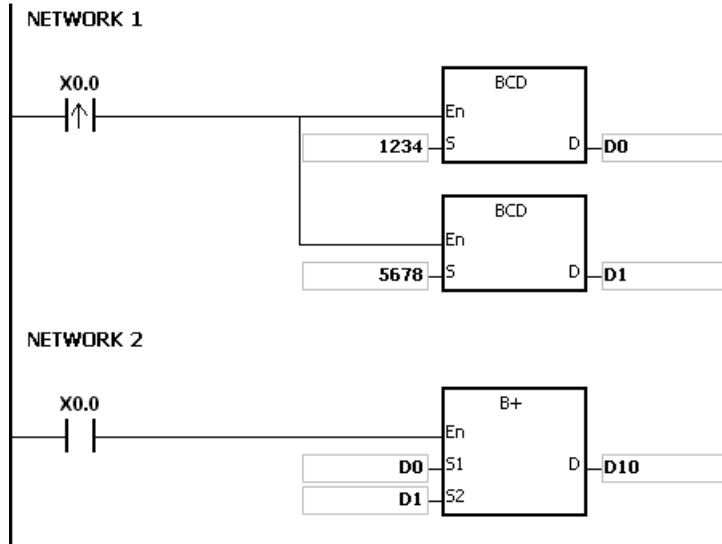 NETWORK 1
X0.0
BCD
En
1234 S D D0
BCD
En
5678 S D D1
NETWORK 2
X0.0
B+
En
D0 S1 D D10
D1 S2